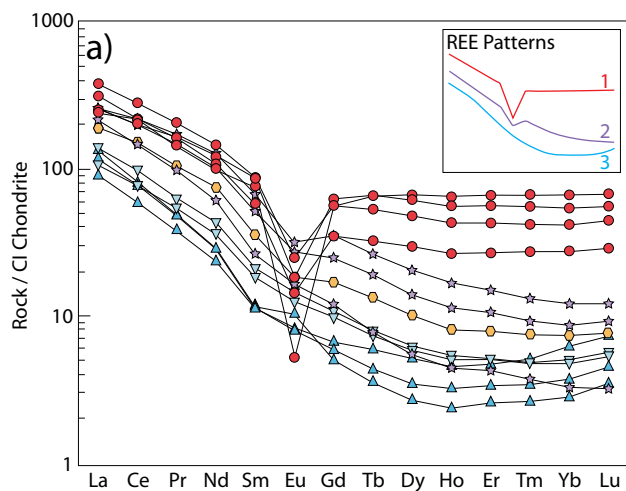 a)
1000
100
10
1
Rock / CI Chondrite
La Ce Pr Nd Sm Eu Gd Tb Dy Ho Er Tm Yb Lu
REE Patterns
1
2
3